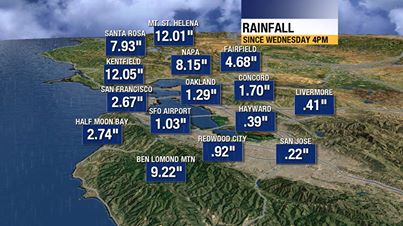 RAINFALL
SINCE WEDNESDAY 4PM
MT. ST. HELENA
12.01"
SANTA ROSA
7.93"
NAPA
8.15"
FAIRFIELD
4.68"
KENTFIELD
12.05"
OAKLAND
1.29"
CONCORD
1.70"
SAN FRANCISCO
2.67"
LIVERMORE
.41"
SFO AIRPORT
1.03"
HAYWARD
.39"
HALF MOON BAY
2.74"
REDWOOD CITY
.92"
SAN JOSE
.22"
BEN LOMOND MTN
9.22"